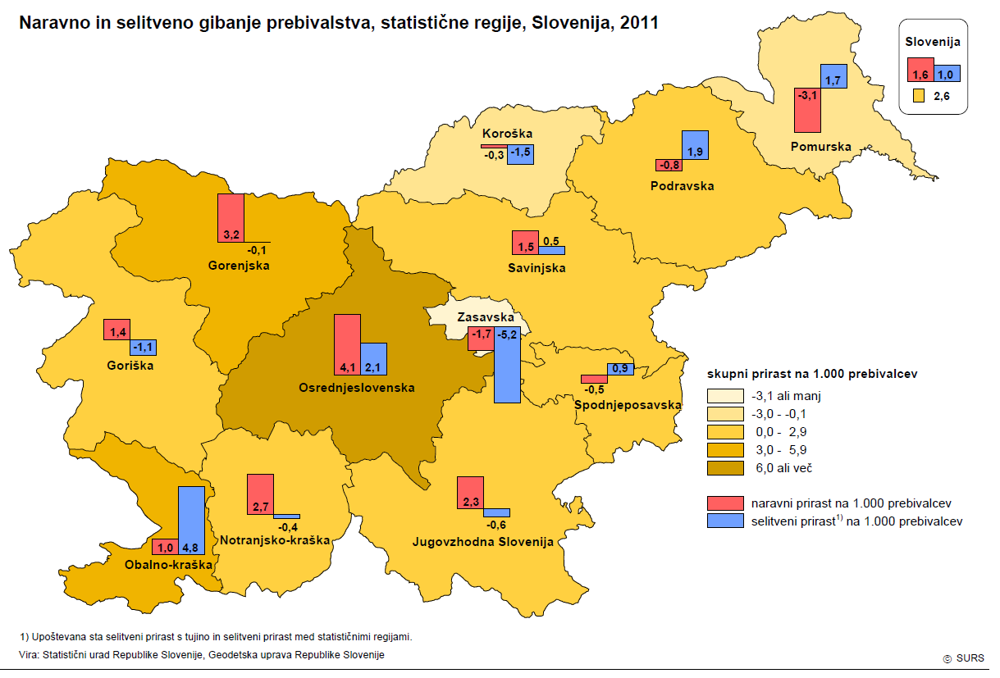 Naravno in selitveno gibanje prebivalstva, statistične regije, Slovenija, 2011
Slovenija
1,6 1,0
2,6
1,7
-3,1
Pomurska
Koroška
-0,3 -1,5
1,9
-0,8
Podravska
3,2
-0,1
Gorenjska
0,5
1,5
Savinjska
Zasavska
-1,7 -5,2
1,4
-1,1
Goriška
4,1 2,1
Osrednjeslovenska
0,9
-0,5
Spodnjeposavska
2,7
-0,4
Notranjsko-kraška
2,3
-0,6
Jugovzhodna Slovenija
1,0 4,8
Obalno-kraška
skupni prirast na 1.000 prebivalcev
-3,1 ali manj
-3,0 - -0,1
0,0 - 2,9
3,0 - 5,9
6,0 ali več
naravni prirast na 1.000 prebivalcev
selitveni prirast1) na 1.000 prebivalcev
1) Upoštevana sta selitveni prirast s tujino in selitveni prirast med statističnimi regijami.
Vira: Statistični urad Republike Slovenije, Geodetska uprava Republike Slovenije
© SURS